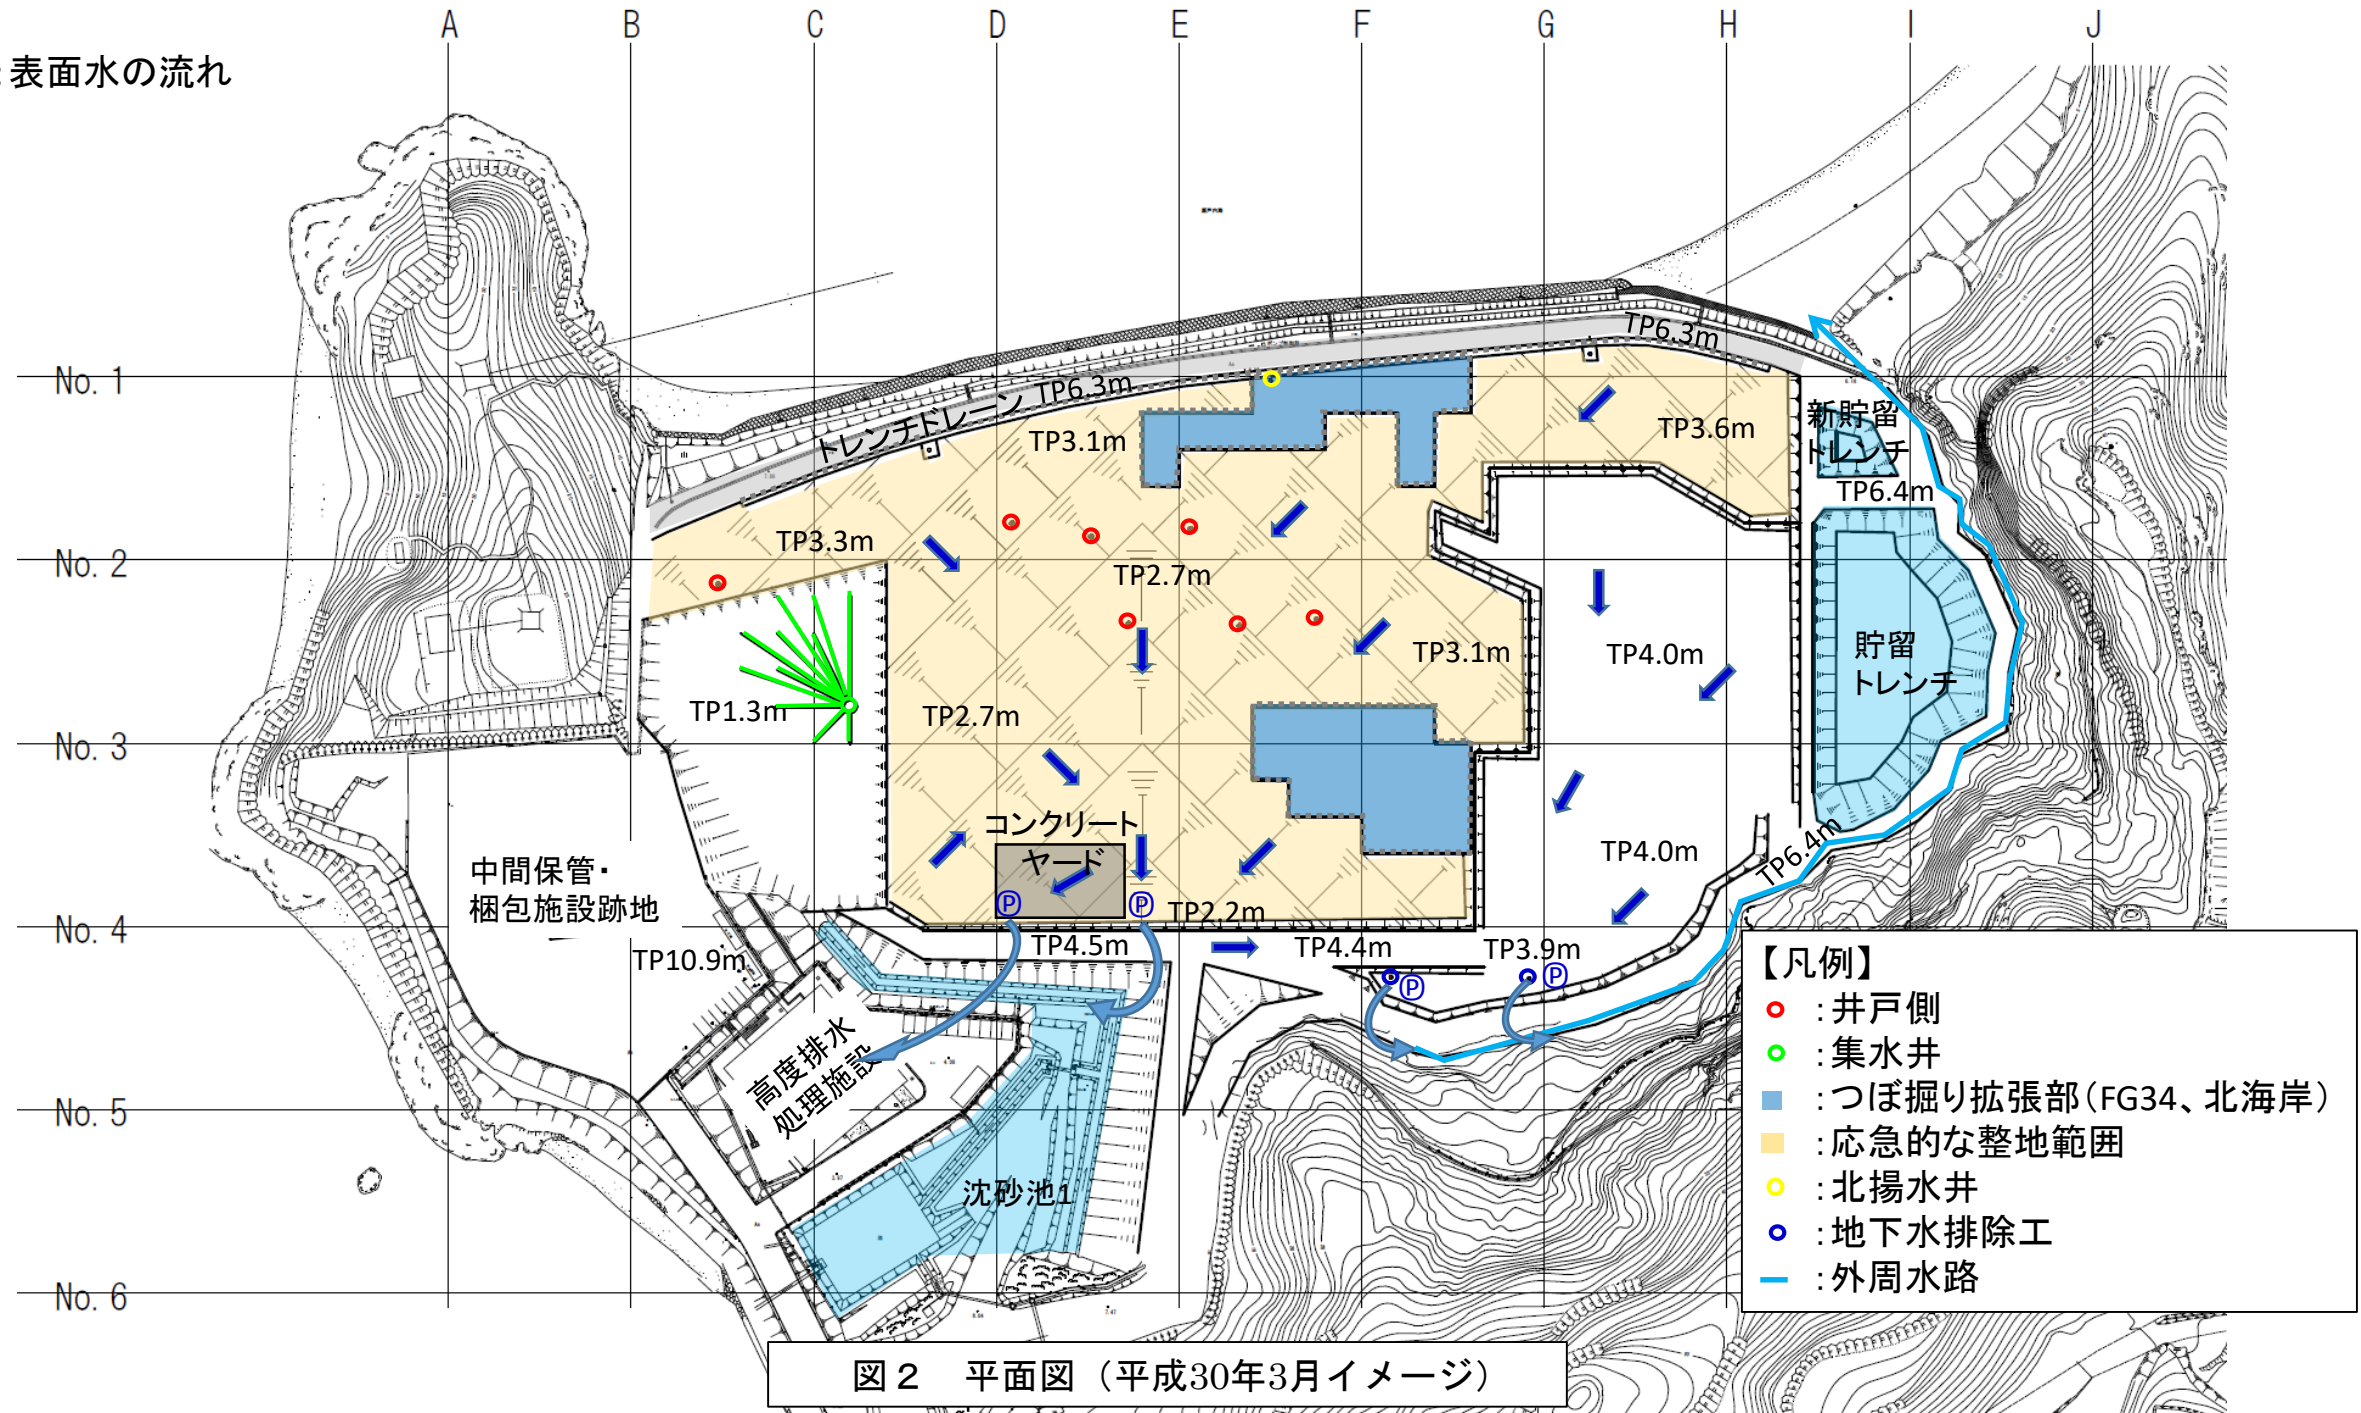 A B C D E F G H I J
:表面水の流れ
No. 1
No. 2
No. 3
No. 4
No. 5
No. 6
TP6.3m
トレンチドレーン TP6.3m
TP3.1m
TP3.6m
新貯留
トレンチ
TP6.4m
TP3.3m
TP2.7m
TP4.0m
TP3.1m
貯留
トレンチ
TP1.3m
TP2.7m
コンクリート
ヤード
TP4.0m
TP6.4m
中間保管・
梱包施設跡地
P
P
TP2.2m
TP10.9m
TP4.5m
TP4.4m
TP3.9m
P
P
高度排水
処理施設
沈砂池1
【凡例】
:井戸側
:集水井
:つぼ掘り拡張部(FG34、北海岸)
:応急的な整地範囲
:北揚水井
:地下水排除工
:外周水路
図2 平面図(平成30年3月イメージ)